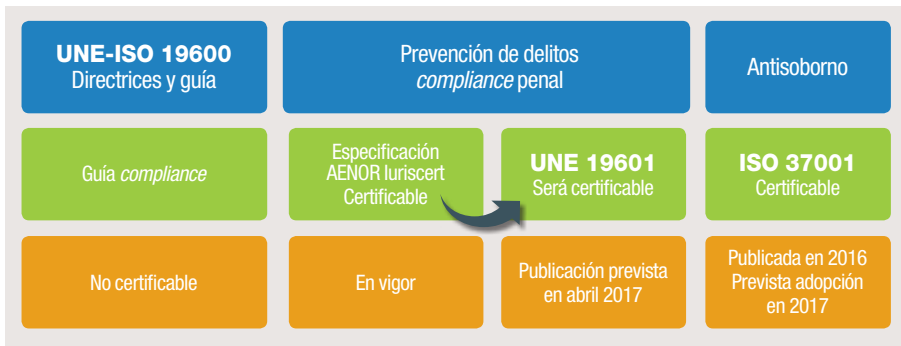 UNE-ISO 19600
Directrices y guía
Prevención de delitos
compliance penal
Antisoborno
Guía compliance
Especificación
AENOR Iuriscert
Certificable
UNE 19601
Será certificable
ISO 37001
Certificable
No certificable
En vigor
Publicación prevista
en abril 2017
Publicada en 2016
Prevista adopción
en 2017